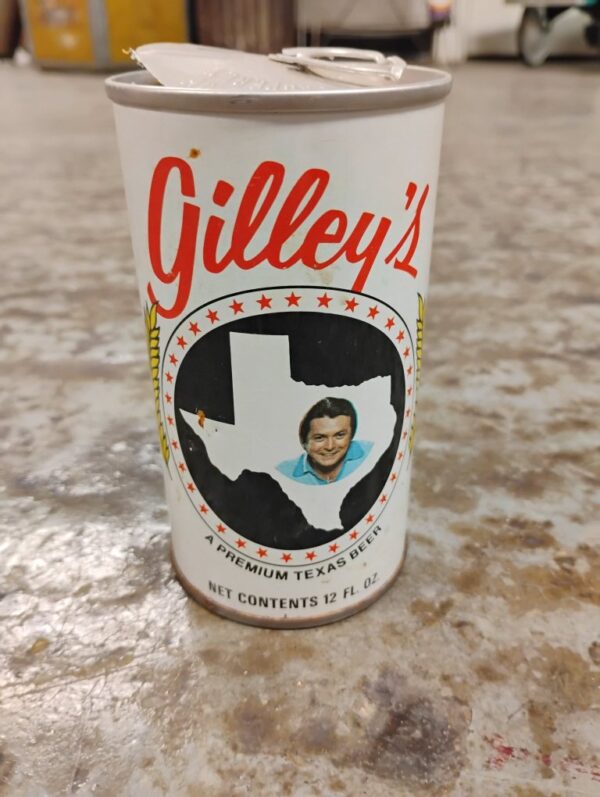 Gilley's
A PREMIUM TEXAS BEER
NET CONTENTS 12 FL. OZ.